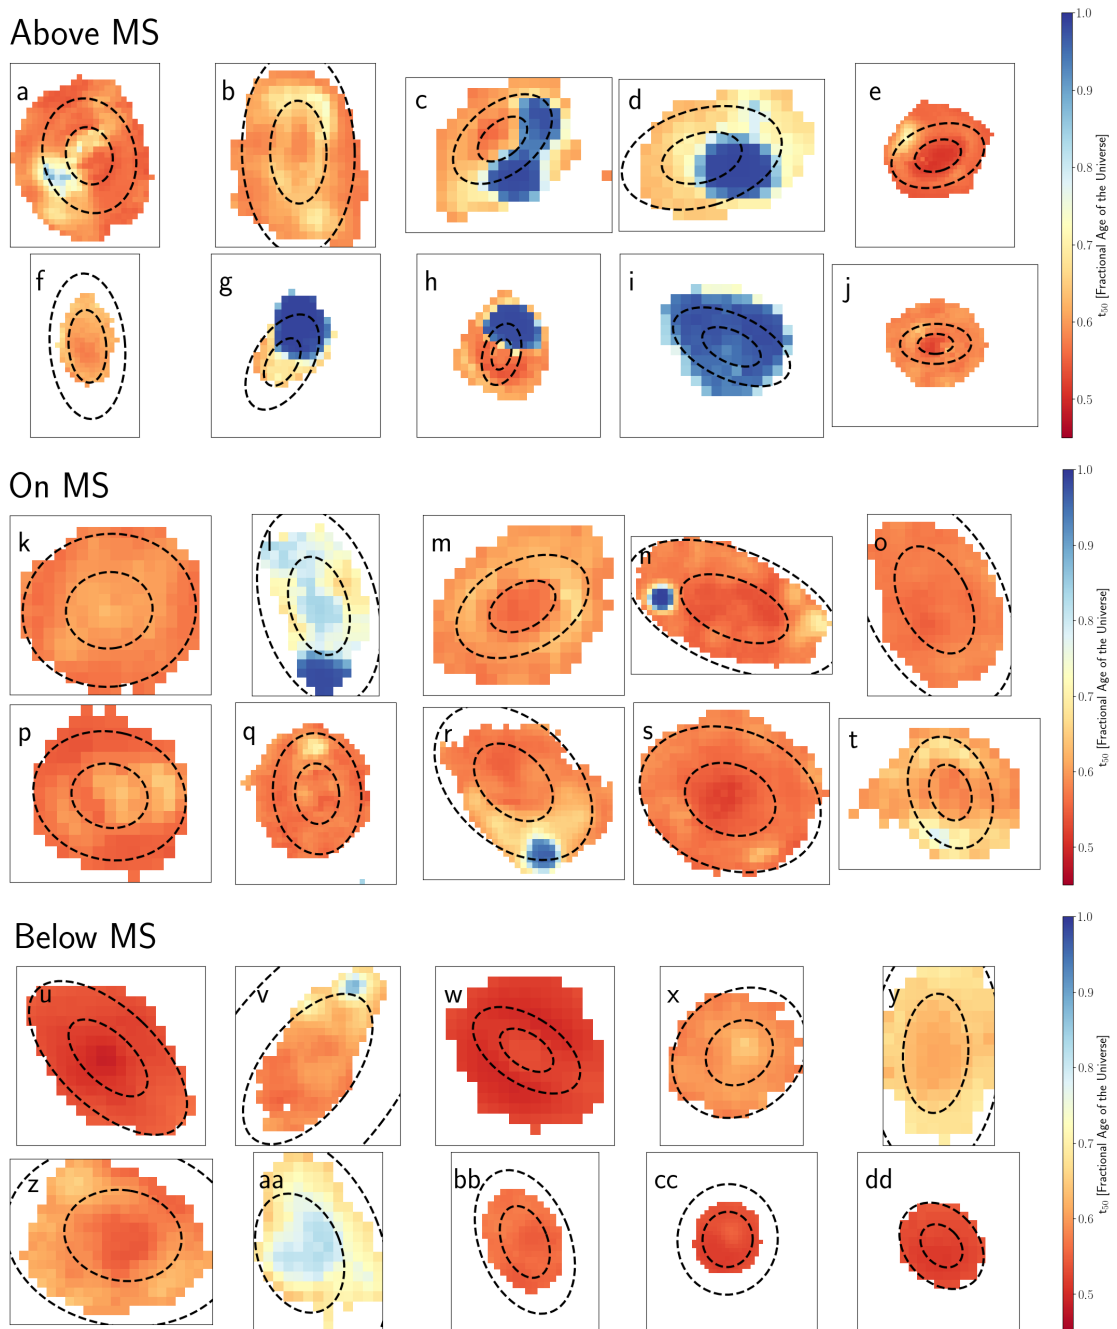 Above MS
a
b
c
d
e
f
g
h
i
j
1.0
0.9
0.8
0.7
0.6
0.5
t50 [Fractional Age of the Universe]
On MS
k
l
m
n
o
p
q
r
s
t
1.0
0.9
0.8
0.7
0.6
0.5
t50 [Fractional Age of the Universe]
Below MS
u
v
w
x
y
z
aa
bb
cc
dd
1.0
0.9
0.8
0.7
0.6
0.5
t50 [Fractional Age of the Universe]